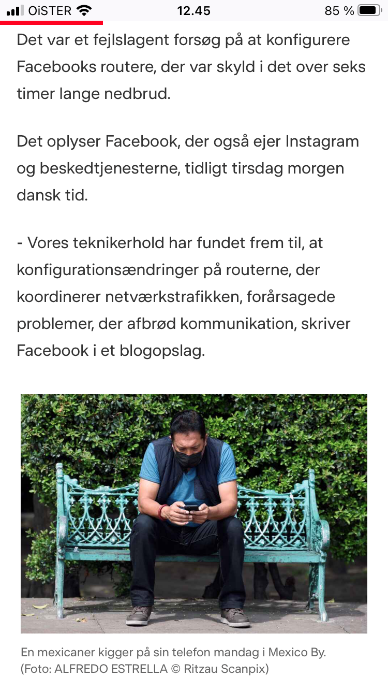 OiSTER 12.45 85 %
Det var et fejlslagent forsøg på at konfigurere
Facebooks routere, der var skyld i det over seks
timer lange nedbrud.
Det oplyser Facebook, der også ejer Instagram
og beskedtjenesterne, tidligt tirsdag morgen
dansk tid.
- Vores teknikerhold har fundet frem til, at
konfigurationsændringer på routerne, der
koordinerer netværkstrafikken, forårsagede
problemer, der afbrød kommunikation, skriver
Facebook i et blogopslag.
En mexicaner kigger på sin telefon mandag i Mexico By.
(Foto: ALFREDO ESTRELLA © Ritzau Scanpix)